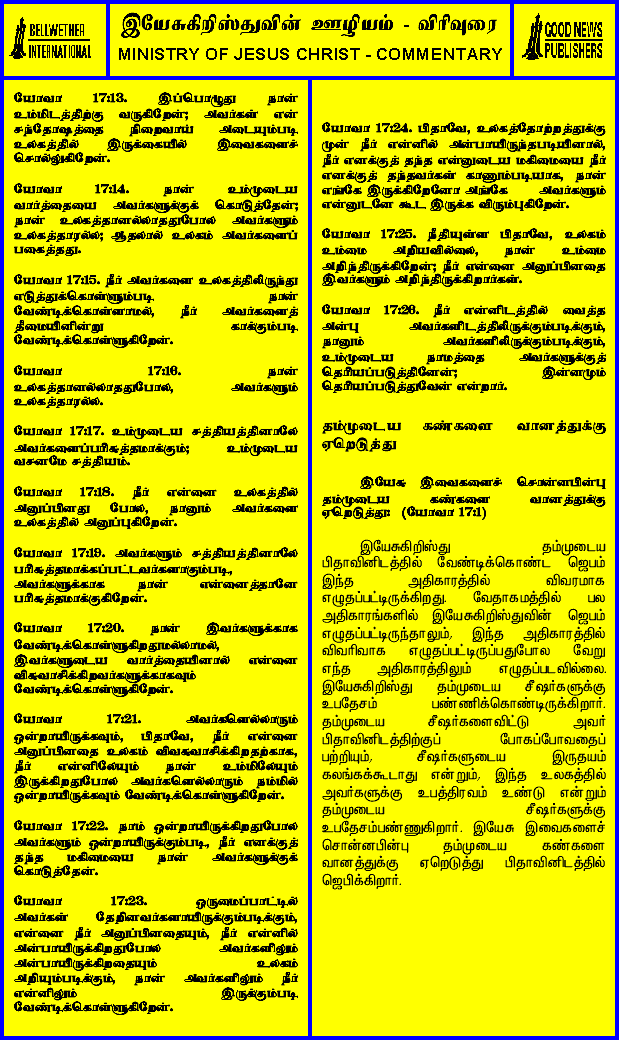 BELLWETHER
INTERNATIONAL
இயேசுகிறிஸ்துவின் ஊழியம் - விரிவுரை
MINISTRY OF JESUS CHRIST - COMMENTARY
GOOD NEWS
PUBLISHERS
யோவா 17:13. இப்பொழுது நான்
உம்மிடத்திற்கு வருகிறேன்; அவர்கள் என்
சந்தோஷத்தை நிறைவாய் அடையும்படி
உலகத்தில் இருக்கையில் இவைகளைச்
சொல்லுகிறேன்.
யோவா 17:14. நான் உம்முடைய
வார்த்தையை அவர்களுக்குக் கொடுத்தேன்;
நான் உலகத்தானல்லாததுபோல் அவர்களும்
உலகத்தாரல்ல; ஆதலால் உலகம் அவர்களைப்
பகைத்தது.
யோவா 17:15. நீர் அவர்களை உலகத்திலிருந்து
எடுத்துக்கொள்ளும்படி நான்
வேண்டிக்கொள்ளாமல், நீர் அவர்களைத்
தீமையினின்று காக்கும்படி
வேண்டிக்கொள்ளுகிறேன்.
யோவா 17:16. நான்
உலகத்தானல்லாததுபோல், அவர்களும்
உலகத்தாரல்ல.
யோவா 17:17. உம்முடைய சத்தியத்தினாலே
அவர்களைப்பரிசுத்தமாக்கும்; உம்முடைய
வசனமே சத்தியம்.
யோவா 17:18. நீர் என்னை உலகத்தில்
அனுப்பினது போல, நானும் அவர்களை
உலகத்தில் அனுப்புகிறேன்.
யோவா 17:19. அவர்களும் சத்தியத்தினாலே
பரிசுத்தமாக்கப்பட்டவர்களாகும்படி,
அவர்களுக்காக நான் என்னைத்தானே
பரிசுத்தமாக்குகிறேன்.
யோவா 17:20. நான் இவர்களுக்காக
வேண்டிக்கொள்ளுகிறதுமல்லாமல்,
இவர்களுடைய வார்த்தையினால் என்னை
விசுவாசிக்கிறவர்களுக்காகவும்
வேண்டிக்கொள்ளுகிறேன்.
யோவா 17:21. அவர்களெல்லாரும்
ஒன்றாயிருக்கவும், பிதாவே, நீர் என்னை
அனுப்பினதை உலகம் விசுவாசிக்கிறதற்காக,
நீர் என்னிலேயும் நான் உம்மிலேயும்
இருக்கிறதுபோல அவர்களெல்லாரும் நம்மில்
ஒன்றாயிருக்கவும் வேண்டிக்கொள்ளுகிறேன்.
யோவா 17:22. நாம் ஒன்றாயிருக்கிறதுபோல
அவர்களும் ஒன்றாயிருக்கும்படி, நீர் எனக்குத்
தந்த மகிமையை நான் அவர்களுக்குக்
கொடுத்தேன்.
யோவா 17:23. ஒருமைப்பாட்டில்
அவர்கள் தேறினவர்களாயிருக்கும்படிக்கும்,
என்னை நீர் அனுப்பினதையும், நீர் என்னில்
அன்பாயிருக்கிறதுபோல அவர்களிலும்
அன்பாயிருக்கிறதையும் உலகம்
அறியும்படிக்கும், நான் அவர்களிலும் நீர்
என்னிலும் இருக்கும்படி
வேண்டிக்கொள்ளுகிறேன்.
யோவா 17:24. பிதாவே, உலகத்தோற்றத்துக்கு
முன் நீர் என்னில் அன்பாயிருந்தபடியினால்,
நீர் எனக்குத் தந்த என்னுடைய மகிமையை நீர்
எனக்குத் தந்தவர்கள் காணும்படியாக, நான்
எங்கே இருக்கிறேனோ அங்கே அவர்களும்
என்னுடனே கூட இருக்க விரும்புகிறேன்.
யோவா 17:25. நீதியுள்ள பிதாவே, உலகம்
உம்மை அறியவில்லை, நான் உம்மை
அறிந்திருக்கிறேன்; நீர் என்னை அனுப்பினதை
இவர்களும் அறிந்திருக்கிறார்கள்.
யோவா 17:26. நீர் என்னிடத்தில் வைத்த
அன்பு அவர்களிடத்திலிருக்கும்படிக்கும்,
நானும் அவர்களிலிருக்கும்படிக்கும்,
உம்முடைய நாமத்தை அவர்களுக்குத்
தெரியப்படுத்தினேன்; இன்னமும்
தெரியப்படுத்துவேன் என்றார்.
தம்முடைய கண்களை வானத்துக்கு
ஏறெடுத்து
இயேசு இவைகளைச் சொன்னபின்பு
தம்முடைய கண்களை வானத்துக்கு
ஏறெடுத்து: (யோவா 17:1)
இயேசுகிறிஸ்து தம்முடைய
பிதாவினிடத்தில் வேண்டிக்கொண்ட ஜெபம்
இந்த அதிகாரத்தில் விவரமாக
எழுதப்பட்டிருக்கிறது. வேதாகமத்தில் பல
அதிகாரங்களில் இயேசுகிறிஸ்துவின் ஜெபம்
எழுதப்பட்டிருந்தாலும், இந்த அதிகாரத்தில்
விவரிவாக எழுதப்பட்டிருப்பதுபோல வேறு
எந்த அதிகாரத்திலும் எழுதப்படவில்லை.
இயேசுகிறிஸ்து தம்முடைய சீஷர்களுக்கு
உபதேசம் பண்ணிக்கொண்டிருக்கிறார்.
தம்முடைய சீஷர்களைவிட்டு அவர்
பிதாவினிடத்திற்குப் போகப்போவதைப்
பற்றியும், சீஷர்களுடைய இருதயம்
கலங்கக்கூடாது என்றும், இந்த உலகத்தில்
அவர்களுக்கு உபத்திரவம் உண்டு என்றும்
தம்முடைய சீஷர்களுக்கு
உபதேசம்பண்ணுகிறார். இயேசு இவைகளைச்
சொன்னபின்பு தம்முடைய கண்களை
வானத்துக்கு ஏறெடுத்து பிதாவினிடத்தில்
ஜெபிக்கிறார்.